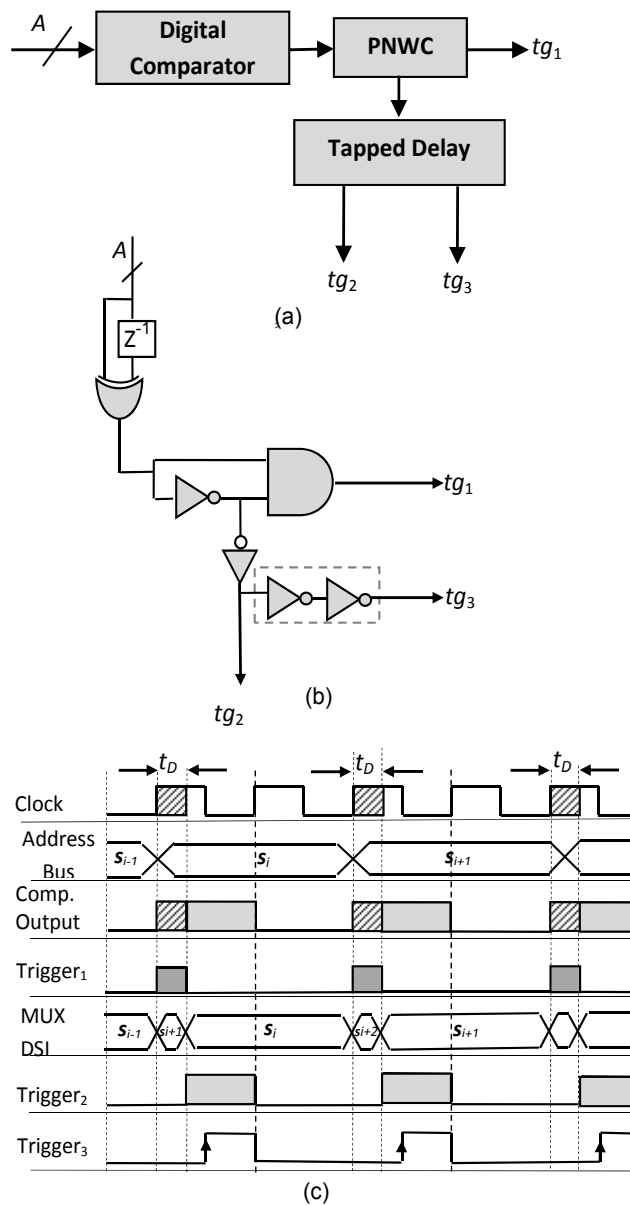 A
Digital
Comparator
PNWC
tg1
Tapped Delay
tg2
tg3
(a)
A
Z-1
tg1
tg3
tg2
(b)
tD
tD
tD
Clock
Address
Bus
si-1
si
si+1
Comp.
Output
Trigger1
MUX
DSI
si-1
si+1
si
si+2
si+1
Trigger2
Trigger3
(c)